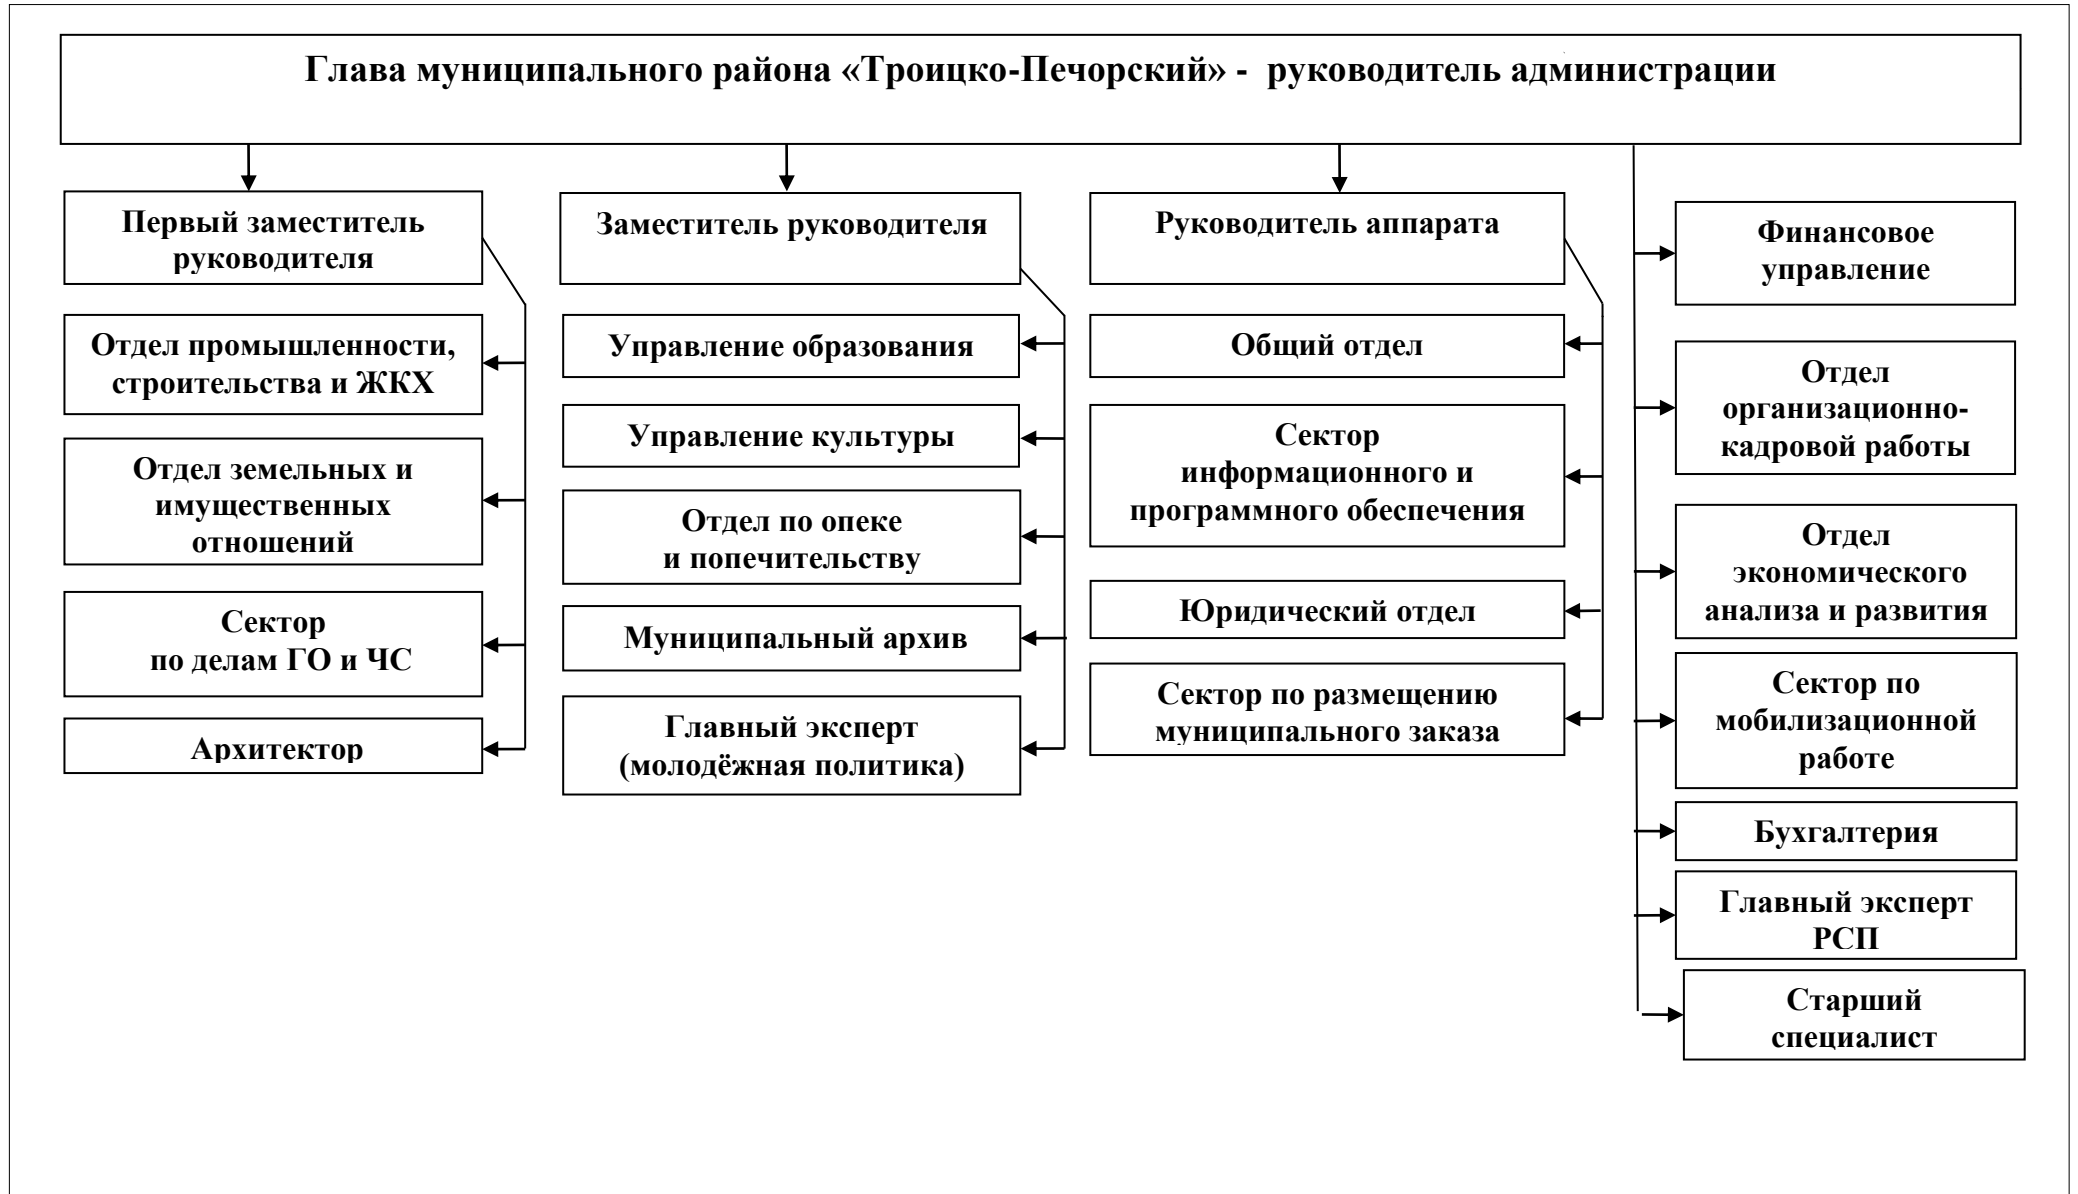 Глава муниципального района «Троицко-Печорский» - руководитель администрации
Первый заместитель
руководителя
Отдел промышленности,
строительства и ЖКХ
Отдел земельных и
имущественных
отношений
Сектор
по делам ГО и ЧС
Архитектор
Заместитель руководителя
Управление образования
Управление культуры
Отдел по опеке
и попечительству
Муниципальный архив
Главный эксперт
(молодёжная политика)
Руководитель аппарата
Общий отдел
Сектор
информационного и
программного обеспечения
Юридический отдел
Сектор по размещению
муниципального заказа
Финансовое
управление
Отдел
организационно-
кадровой работы
Отдел
экономического
анализа и развития
Сектор по
мобилизационной
работе
Бухгалтерия
Главный эксперт
РСП
Старший
специалист